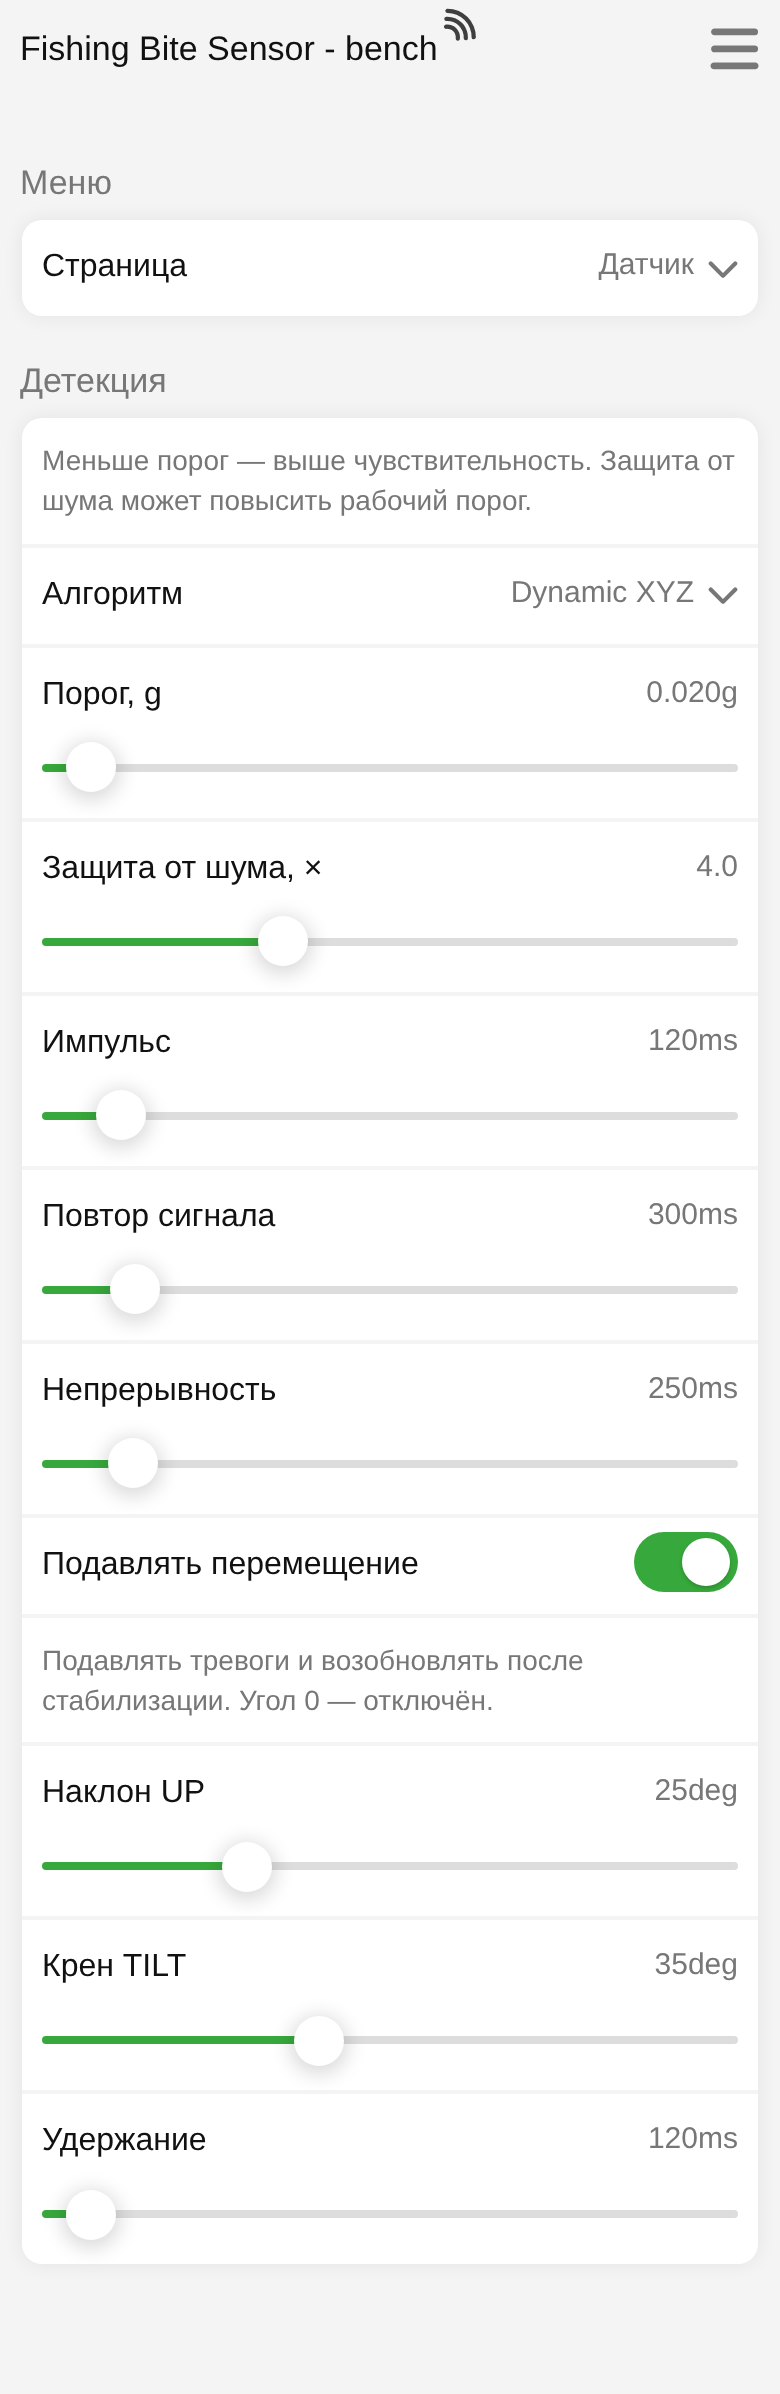 Fishing Bite Sensor - bench
Меню
Страница
Датчик
Детекция
Меньше порог — выше чувствительность. Защита от
шума может повысить рабочий порог.
Алгоритм
Dynamic XYZ
Порог, g
0.020g
Защита от шума, ×
4.0
Импульс
120ms
Повтор сигнала
300ms
Непрерывность
250ms
Подавлять перемещение
Подавлять тревоги и возобновлять после
стабилизации. Угол 0 — отключён.
Наклон UP
25deg
Крен TILT
35deg
Удержание
120ms